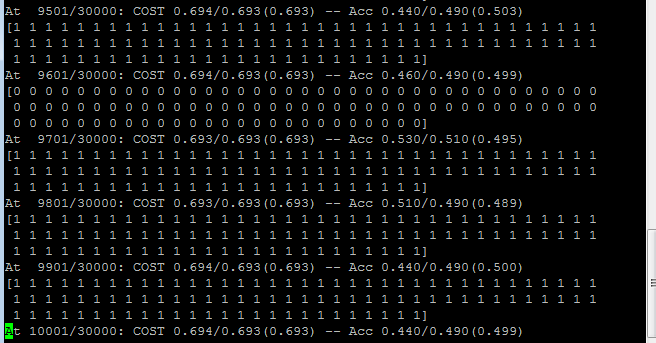 At  9501/30000: COST 0.694/0.693(0.693) -- Acc 0.440/0.490(0.503)
[1 1 1 1 1 1 1 1 1 1 1 1 1 1 1 1 1 1 1 1 1 1 1 1 1 1 1 1 1 1 1 1 1 1 1 1 1
1 1 1 1 1 1 1 1 1 1 1 1 1 1 1 1 1 1 1 1 1 1 1 1 1 1 1 1 1 1 1 1 1 1 1 1 1
1 1 1 1 1 1 1 1 1 1 1 1 1 1 1 1 1 1 1 1 1 1 1 1 1 1]
At  9601/30000: COST 0.694/0.693(0.693) -- Acc 0.460/0.490(0.499)
[0 0 0 0 0 0 0 0 0 0 0 0 0 0 0 0 0 0 0 0 0 0 0 0 0 0 0 0 0 0 0 0 0 0 0 0 0
0 0 0 0 0 0 0 0 0 0 0 0 0 0 0 0 0 0 0 0 0 0 0 0 0 0 0 0 0 0 0 0 0 0 0 0 0
0 0 0 0 0 0 0 0 0 0 0 0 0 0 0 0 0 0 0 0 0 0 0 0 0 0]
At  9701/30000: COST 0.693/0.693(0.693) -- Acc 0.530/0.510(0.495)
[1 1 1 1 1 1 1 1 1 1 1 1 1 1 1 1 1 1 1 1 1 1 1 1 1 1 1 1 1 1 1 1 1 1 1 1 1
1 1 1 1 1 1 1 1 1 1 1 1 1 1 1 1 1 1 1 1 1 1 1 1 1 1 1 1 1 1 1 1 1 1 1 1 1
1 1 1 1 1 1 1 1 1 1 1 1 1 1 1 1 1 1 1 1 1 1 1 1 1 1]
At  9801/30000: COST 0.693/0.693(0.693) -- Acc 0.510/0.490(0.489)
[1 1 1 1 1 1 1 1 1 1 1 1 1 1 1 1 1 1 1 1 1 1 1 1 1 1 1 1 1 1 1 1 1 1 1 1 1
1 1 1 1 1 1 1 1 1 1 1 1 1 1 1 1 1 1 1 1 1 1 1 1 1 1 1 1 1 1 1 1 1 1 1 1 1
1 1 1 1 1 1 1 1 1 1 1 1 1 1 1 1 1 1 1 1 1 1 1 1 1 1]
At  9901/30000: COST 0.694/0.693(0.693) -- Acc 0.440/0.490(0.500)
[1 1 1 1 1 1 1 1 1 1 1 1 1 1 1 1 1 1 1 1 1 1 1 1 1 1 1 1 1 1 1 1 1 1 1 1 1
1 1 1 1 1 1 1 1 1 1 1 1 1 1 1 1 1 1 1 1 1 1 1 1 1 1 1 1 1 1 1 1 1 1 1 1 1
1 1 1 1 1 1 1 1 1 1 1 1 1 1 1 1 1 1 1 1 1 1 1 1 1 1]
At 10001/30000: COST 0.694/0.693(0.693) -- Acc 0.440/0.490(0.499)